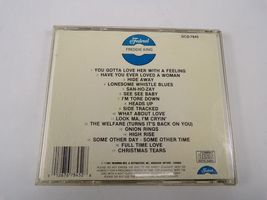 Federal
GCD-7845
FREDDIE KING
YOU GOTTA LOVE HER WITH A FEELING
HAVE YOU EVER LOVED A WOMAN
HIDE AWAY
LONESOME WHISTLE BLUES
SAN-HO-ZAY
SEE SEE BABY
I'M TORE DOWN
HEADS UP
SIDE TRACKED
WHAT ABOUT LOVE
LOOK MA, I'M CRYIN'
THE WELFARE (TURNS IT'S BACK ON YOU)
ONION RINGS
HIGH RISE
SOME OTHER DAY - SOME OTHER TIME
FULL TIME LOVE
CHRISTMAS TEARS
Federal